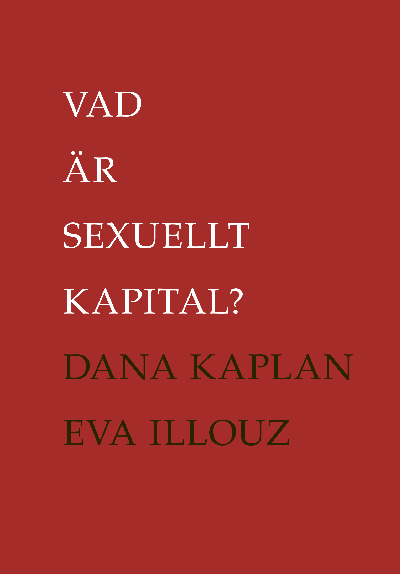 VAD
ÄR
SEXUELLT
KAPITAL?
DANA KAPLAN
EVA ILLOUZ